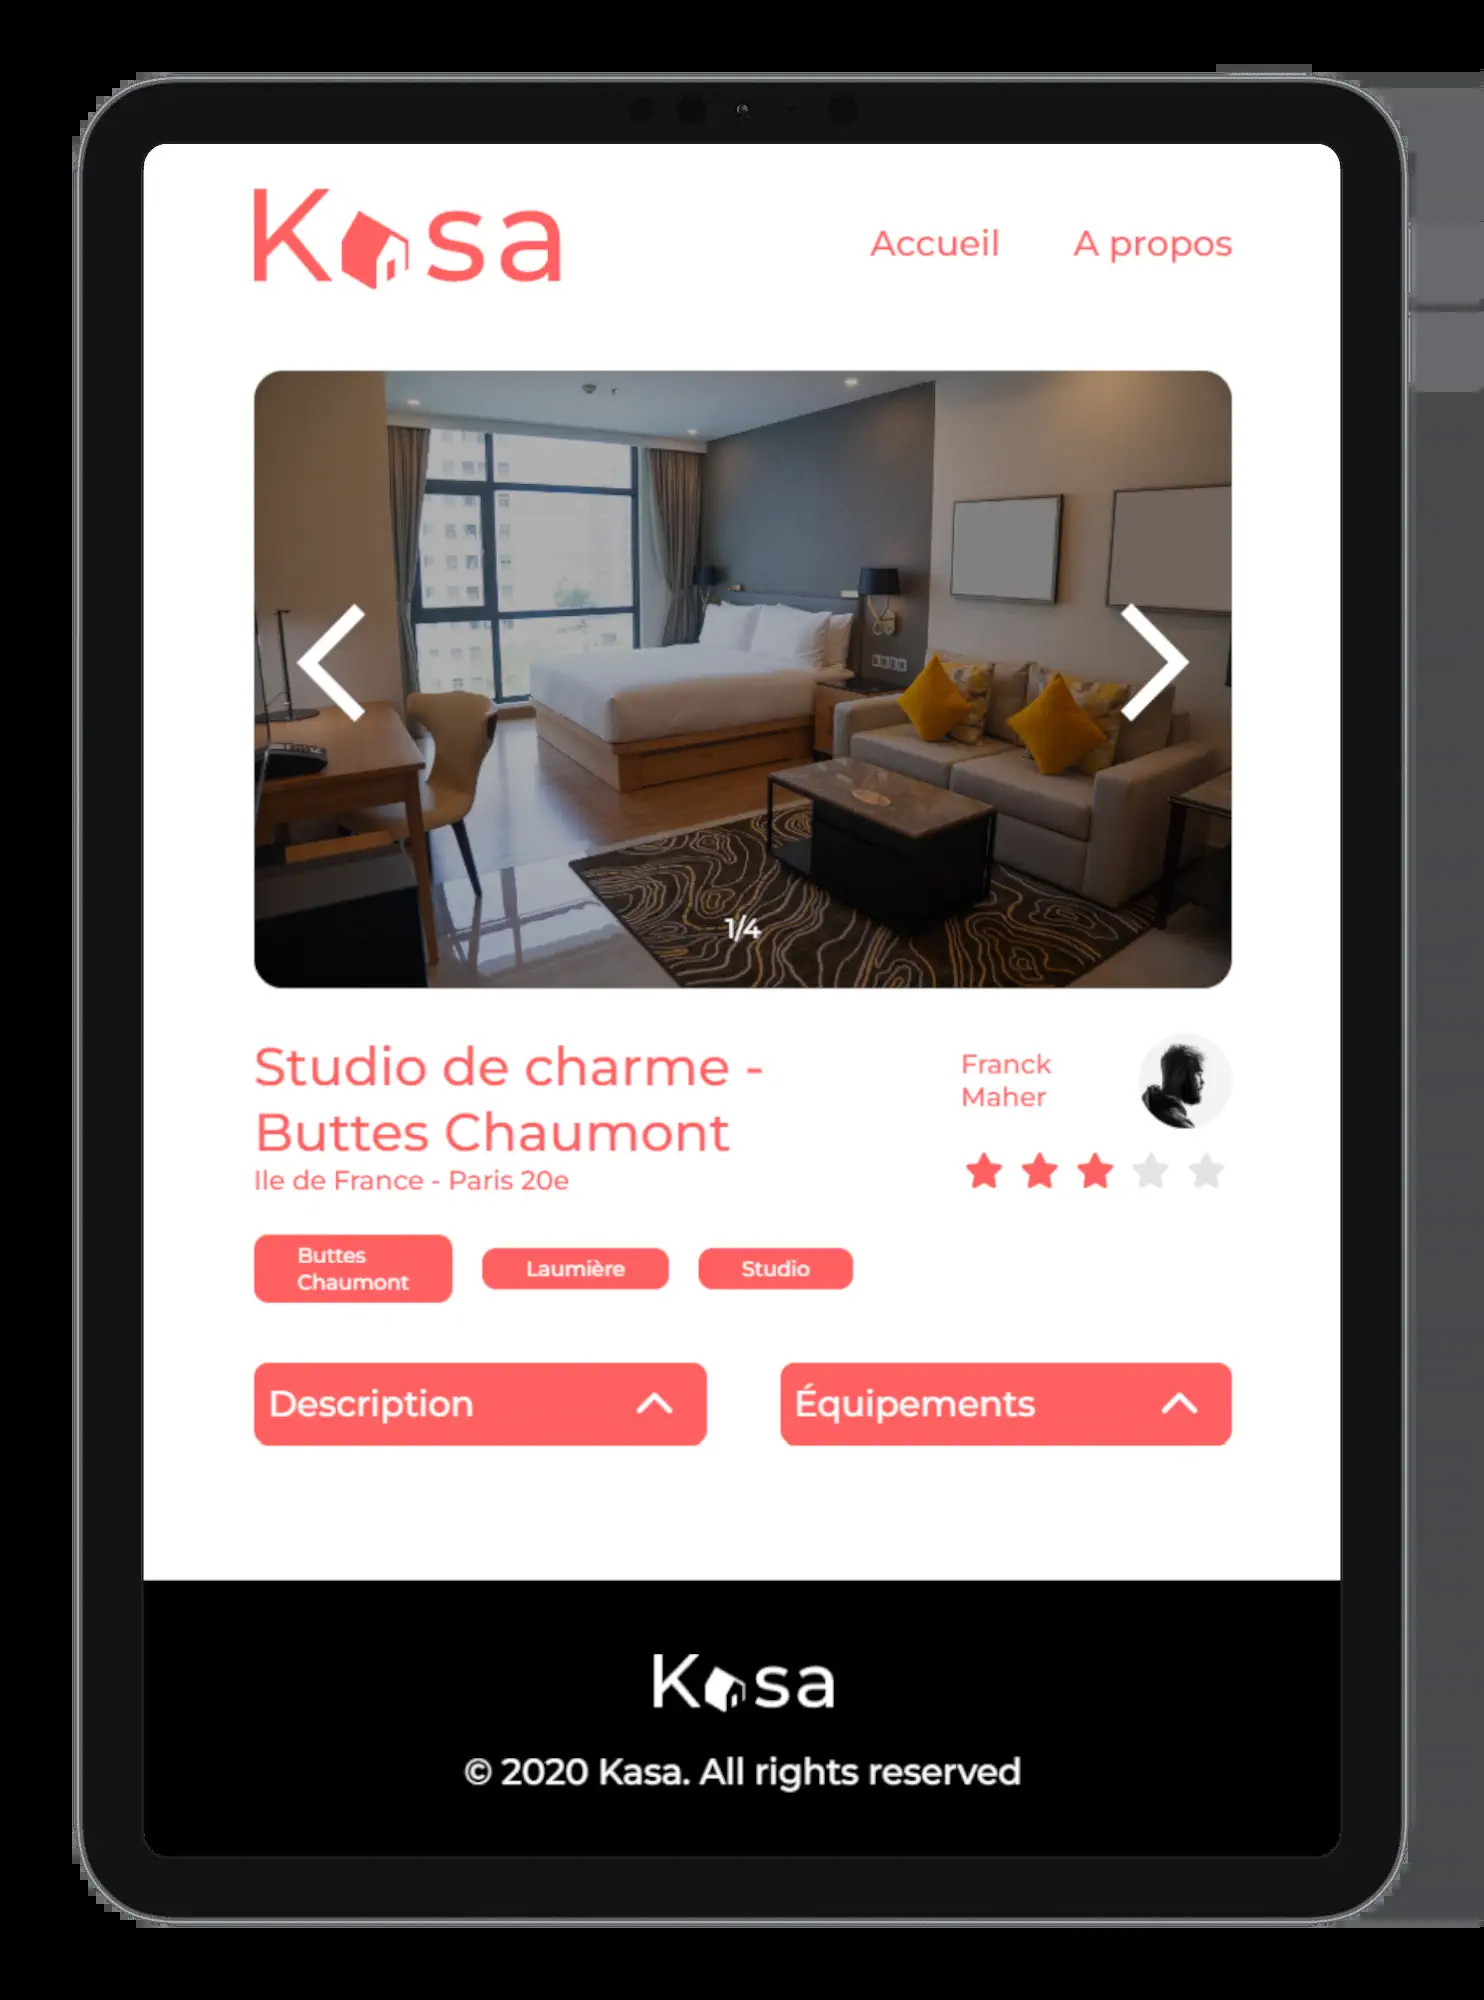 Kasa
Accueil
A propos
1/4
Studio de charme -
Buttes Chaumont
Ile de France - Paris 20e
Franck
Maher
Buttes
Chaumont
Laumière
Studio
Description
Équipements
Kasa
© 2020 Kasa. All rights reserved